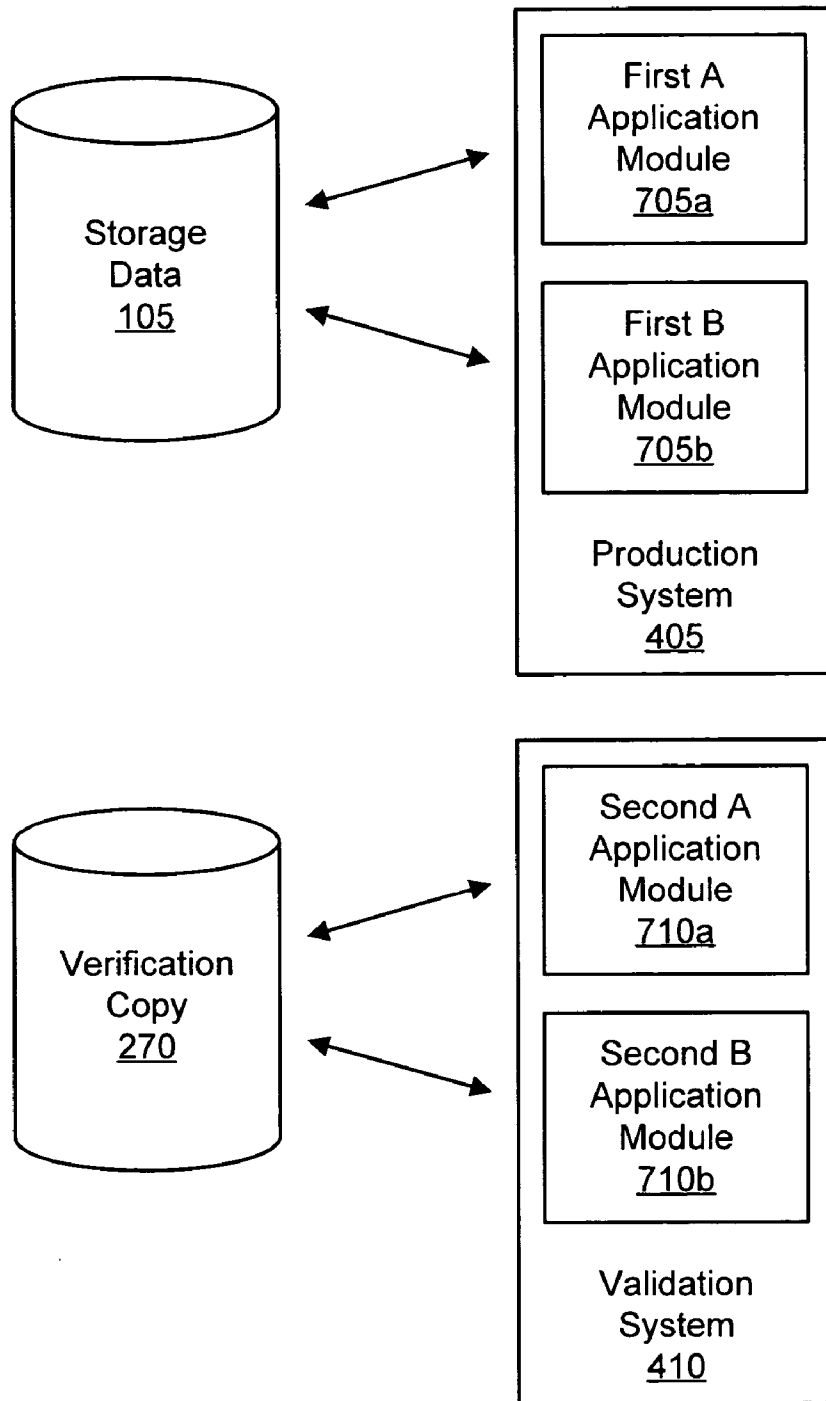 Storage
Data
105
First A
Application
Module
705a
First B
Application
Module
705b
Production
System
405
Verification
Copy
270
Second A
Application
Module
710a
Second B
Application
Module
710b
Validation
System
410